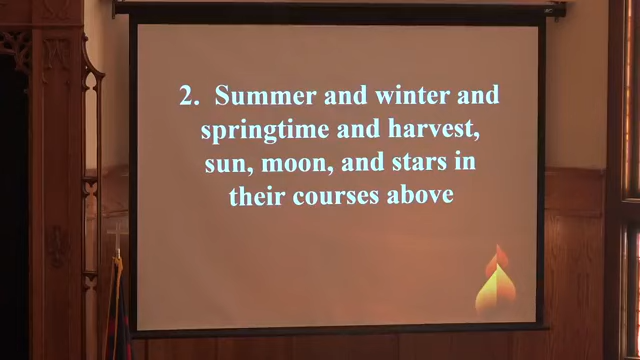 2. Summer and winter and
springtime and harvest,
sun, moon, and stars in
their courses above